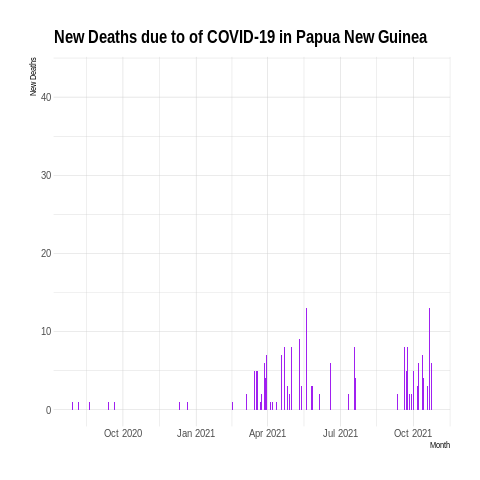 New Deaths due to of COVID-19 in Papua New Guinea
New Deaths
40
30
20
10
0
Oct 2020 Jan 2021 Apr 2021 Jul 2021 Oct 2021
Month